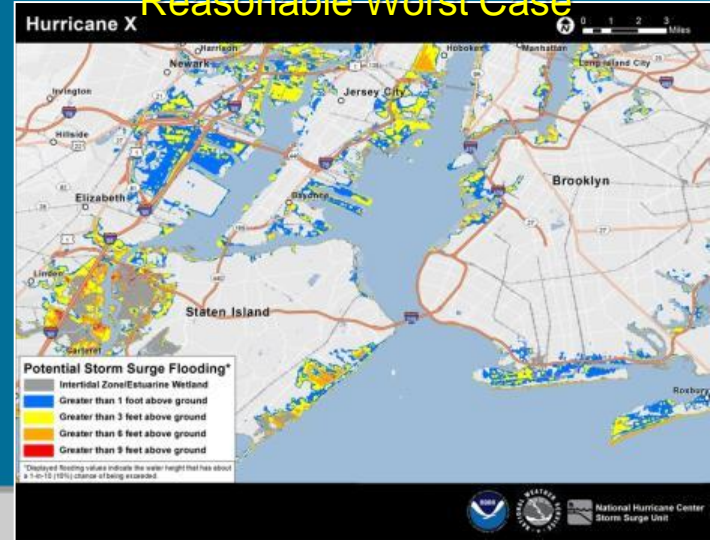 Reasonable Worst Case
Hurricane X
0 1 2 3
Miles
Harrison
Newark
Hoboken
Manhattan
Long Island City
Irvington
Jersey City
Hillside
Brooklyn
Elizabeth
Bayonne
27
27
Linden
Staten Island
Carteret
Roxbury
Potential Storm Surge Flooding*
Intertidal Zone/Estuarine Wetland
Greater than 1 foot above ground
Greater than 3 feet above ground
Greater than 6 feet above ground
Greater than 9 feet above ground
*Displayed flooding values indicate the water height that has about
a 1-in-10 (10%) chance of being exceeded.
NOAA
National Hurricane Center
Storm Surge Unit